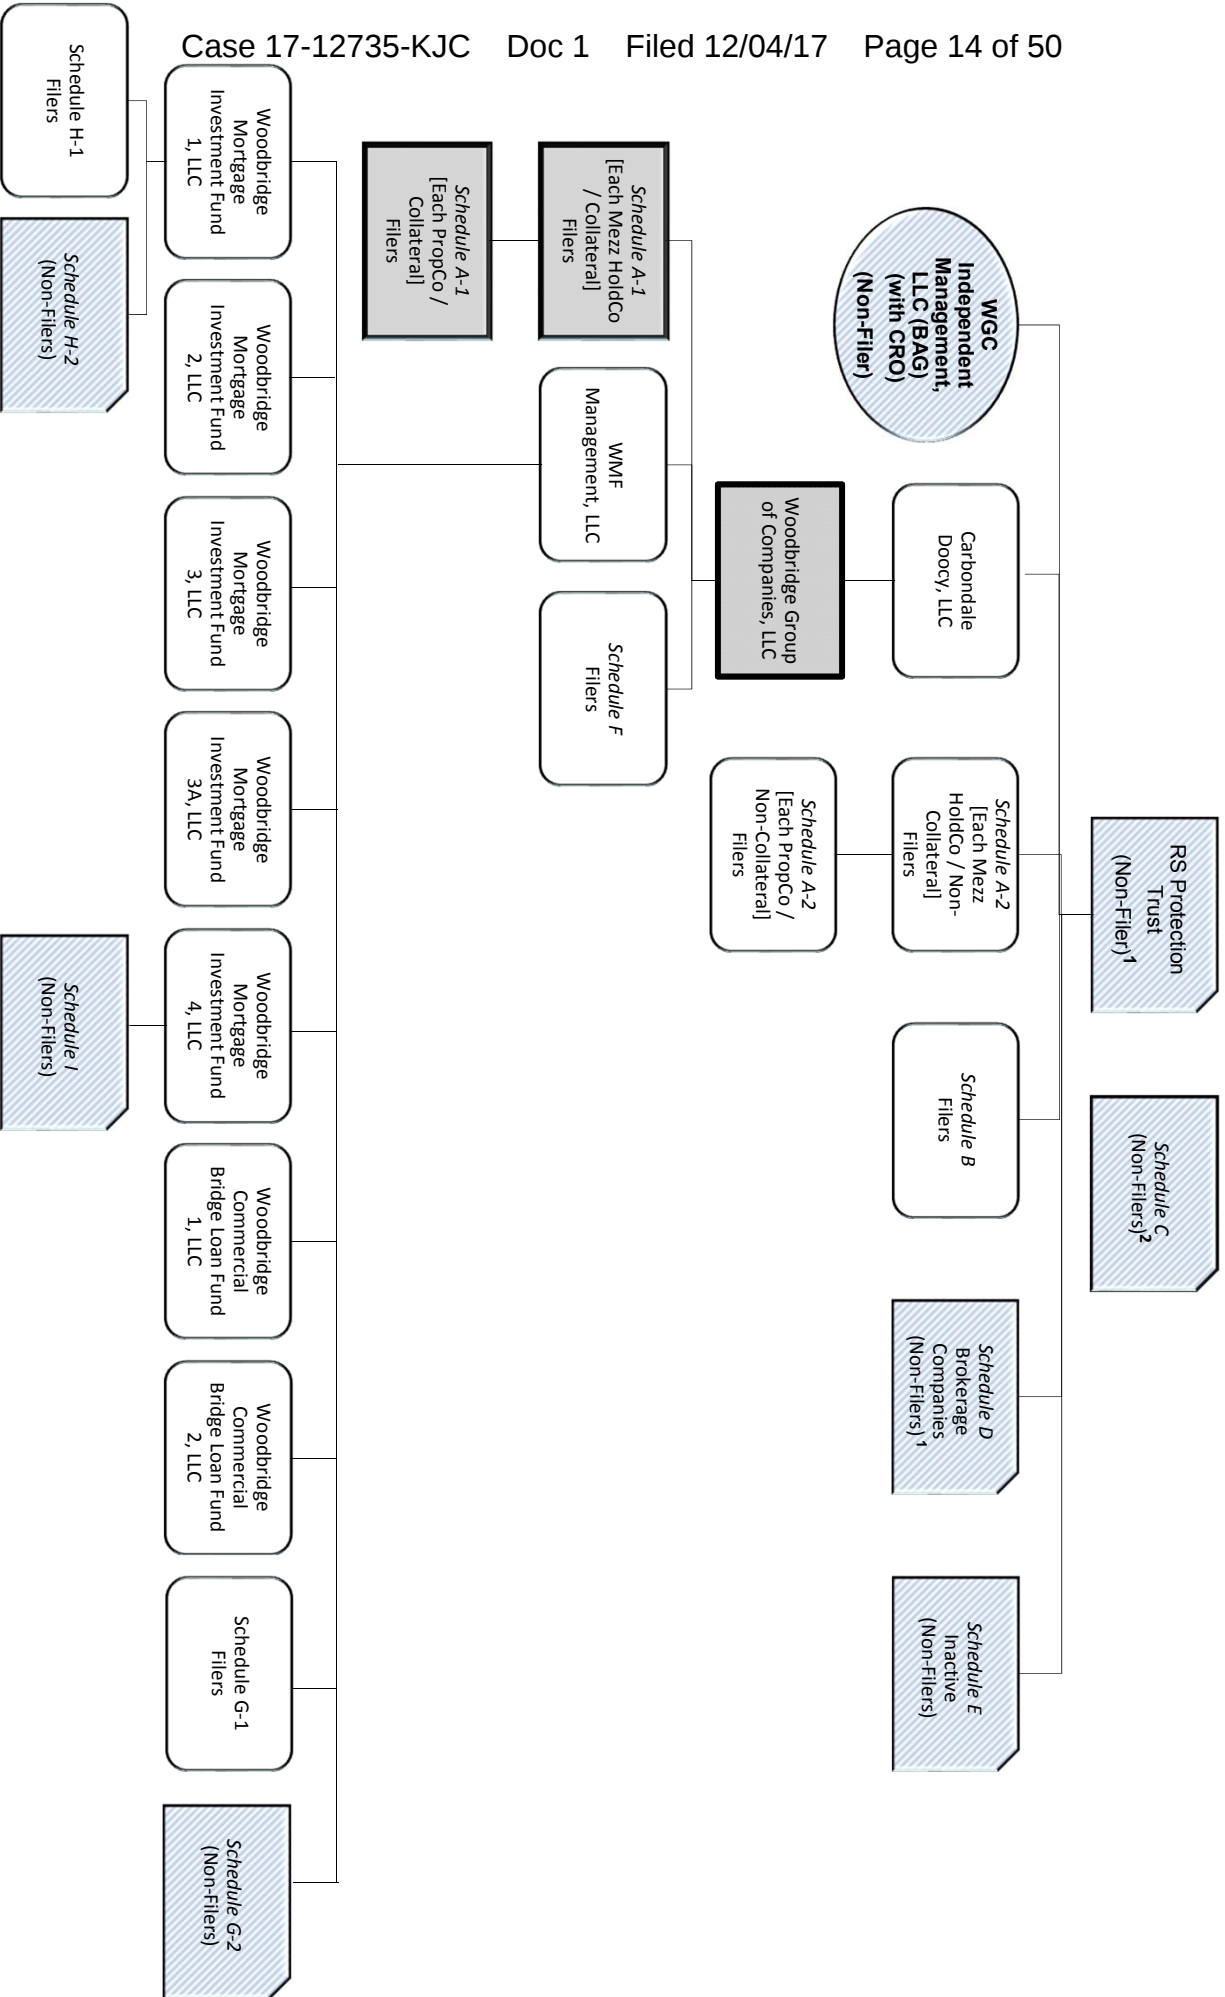 Case 17-12735-KJC Doc 1 Filed 12/04/17 Page 14 of 50
RS Protection
Trust
(Non-Filer)1
Schedule C
(Non-Filers)2
WGC
Independent
Management,
LLC (BAG)
(with CRO)
(Non-Filer)
Carbondale
Doocy, LLC
Schedule A-2
[Each Mezz
HoldCo / Non-
Collateral]
Filers
Schedule B
Filers
Schedule D
Brokerage
Companies
(Non-Filers) 1
Schedule E
Inactive
(Non-Filers)
Woodbridge Group
of Companies, LLC
Schedule A-2
[Each PropCo /
Non-Collateral]
Filers
Schedule A-1
[Each Mezz HoldCo
/ Collateral]
Filers
WMF
Management, LLC
Schedule F
Filers
Schedule A-1
[Each PropCo /
Collateral]
Filers
Woodbridge
Mortgage
Investment Fund
1, LLC
Woodbridge
Mortgage
Investment Fund
2, LLC
Woodbridge
Mortgage
Investment Fund
3, LLC
Woodbridge
Mortgage
Investment Fund
3A, LLC
Woodbridge
Mortgage
Investment Fund
4, LLC
Woodbridge
Commercial
Bridge Loan Fund
1, LLC
Woodbridge
Commercial
Bridge Loan Fund
2, LLC
Schedule G-1
Filers
Schedule G-2
(Non-Filers)
Schedule H-1
Filers
Schedule H-2
(Non-Filers)
Schedule I
(Non-Filers)